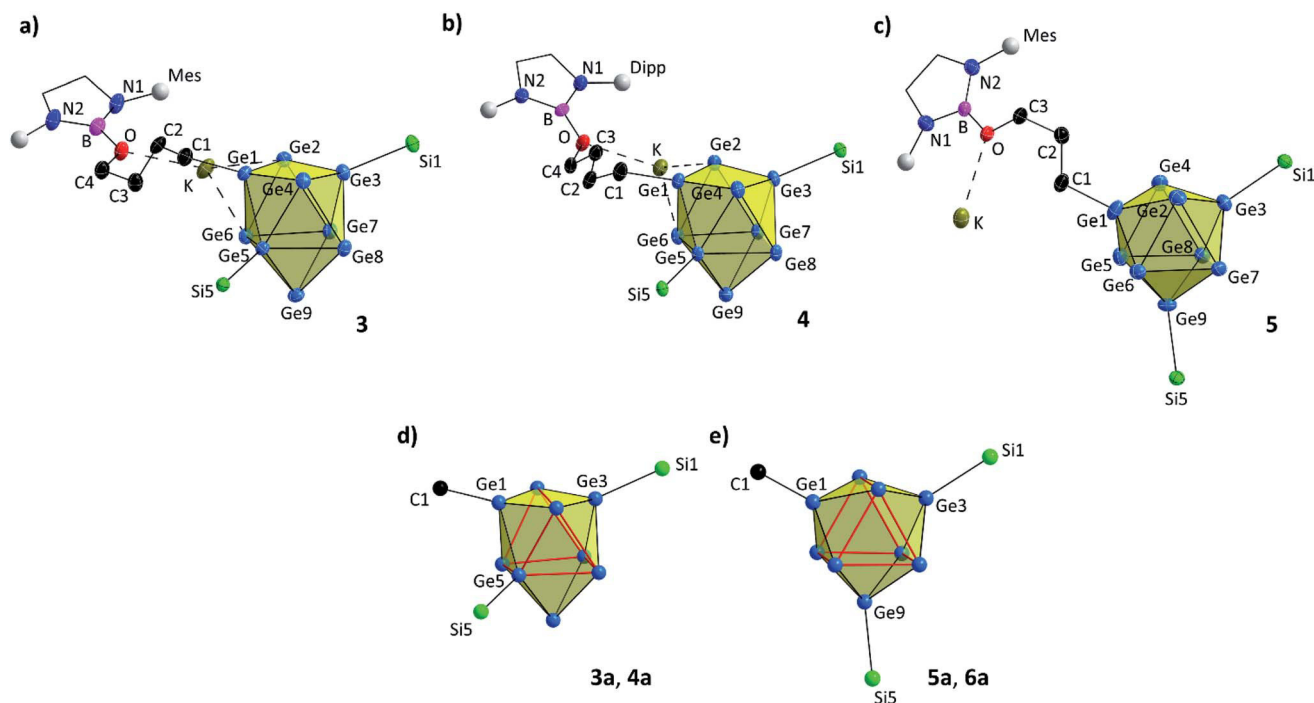 a)
Mes
N1
N2
B
O
C2
C1
C4
C3
K
Ge1
Ge2
Ge4
Ge3
Si1
Ge6
Ge7
Ge5
Ge8
Si5
Ge9
3
b)
Dipp
N1
N2
B
O
C3
C4
C2
C1
K
Ge2
Ge1
Ge4
Ge3
Si1
Ge6
Ge7
Ge5
Ge8
Si5
Ge9
4
c)
Mes
N2
C3
B
O
N1
C2
C1
K
Ge4
Si1
Ge1
Ge2
Ge3
Ge5
Ge8
Ge6
Ge7
Ge9
Si5
5
d)
Si1
C1
Ge1
Ge3
Ge5
Si5
3a, 4a
e)
Si1
C1
Ge1
Ge3
Ge9
Si5
5a, 6a